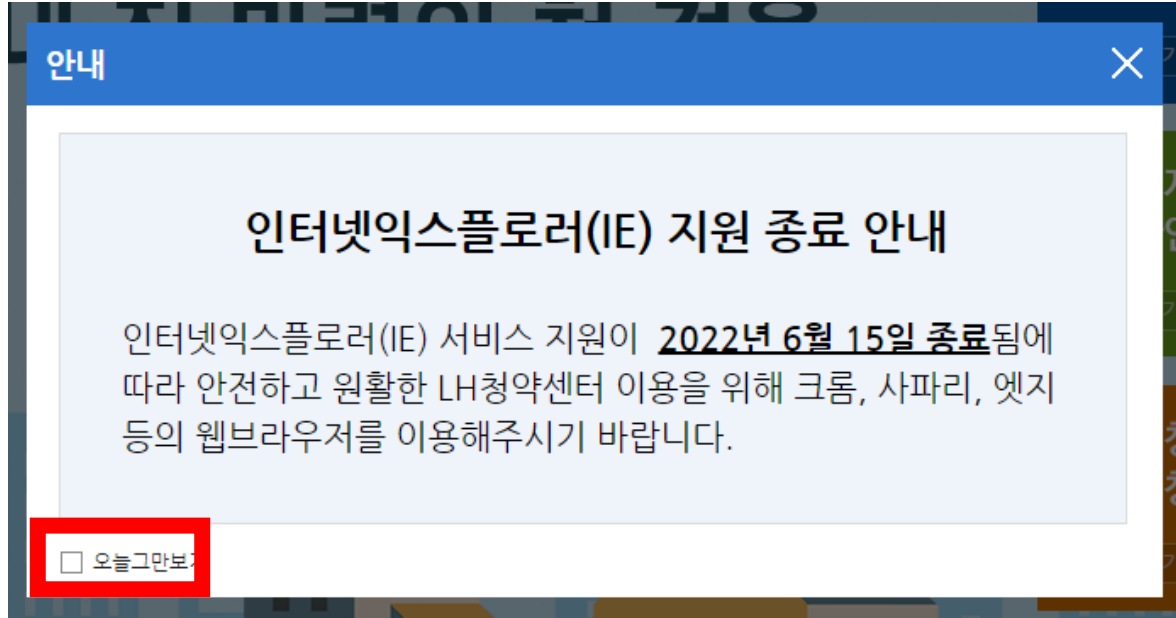 안내
인터넷익스플로러(IE) 지원 종료 안내
인터넷익스플로러(IE) 서비스 지원이 2022년 6월 15일 종료됨에
따라 안전하고 원활한 LH청약센터 이용을 위해 크롬, 사파리, 엣지
등의 웹브라우저를 이용해주시기 바랍니다.
오늘그만보기